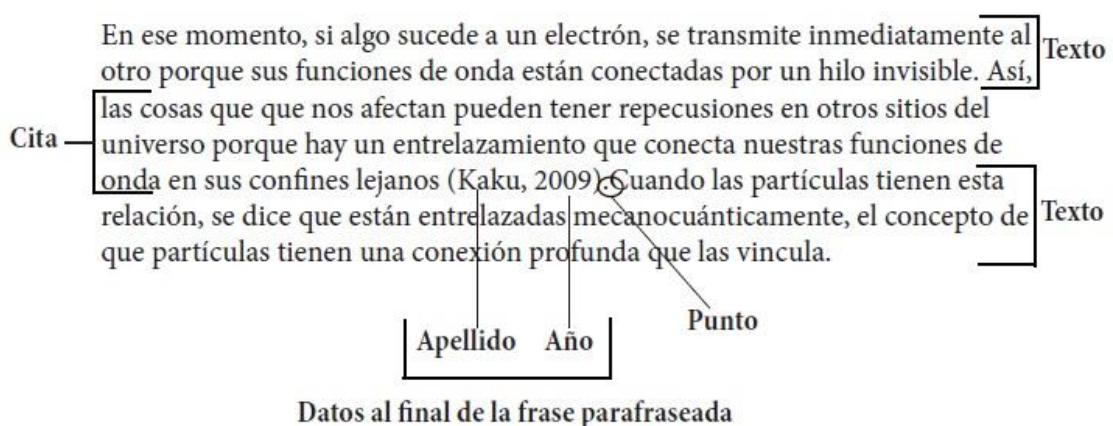 En ese momento, si algo sucede a un electrón, se transmite inmediatamente al
otro porque sus funciones de onda están conectadas por un hilo invisible. Así,
Texto
las cosas que que nos afectan pueden tener repecusiones en otros sitios del
Cita
universo porque hay un entrelazamiento que conecta nuestras funciones de
onda en sus confines lejanos (Kaku, 2009).Cuando las partículas tienen esta
relación, se dice que están entrelazadas mecanocuánticamente, el concepto de
Texto
que partículas tienen una conexión profunda que las vincula.
Punto
Apellido Año
Datos al final de la frase parafraseada